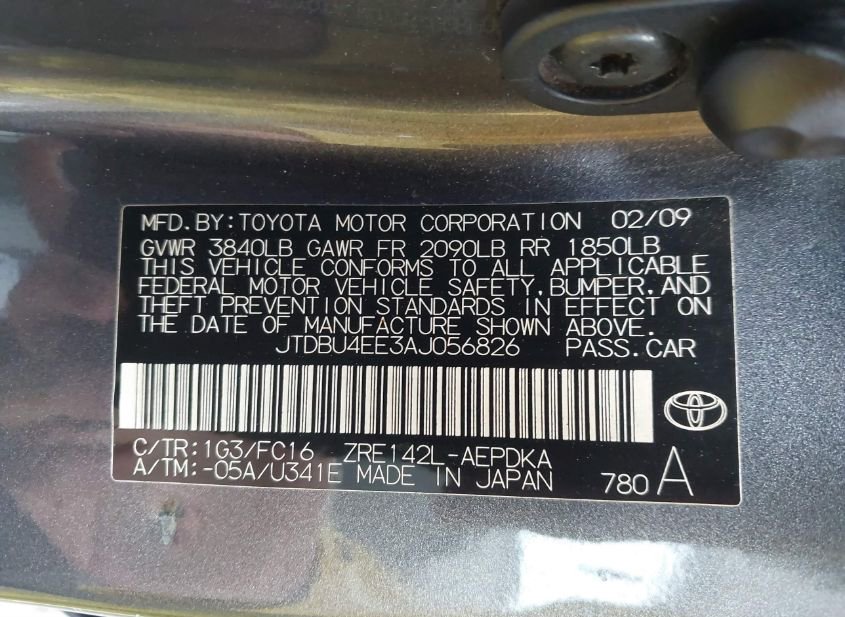 MFD.BY:TOYOTA MOTOR CORPORATION 02/09
GVWR 3840LB GAWR FR 2090LB RR 1850LB
THIS VEHICLE CONFORMS TO ALL APPLICABLE
FEDERAL MOTOR VEHICLE SAFETY,BUMPER,AND
THEFT PREVENTION STANDARDS IN EFFECT ON
THE DATE OF MANUFACTURE SHOWN ABOVE.
JTDBU4EE3AJ056826 PASS.CAR
C/TR:1G3/FC16 ZRE142L-AEPDKA
A/TM:-05A/U341E MADE IN JAPAN 780 A